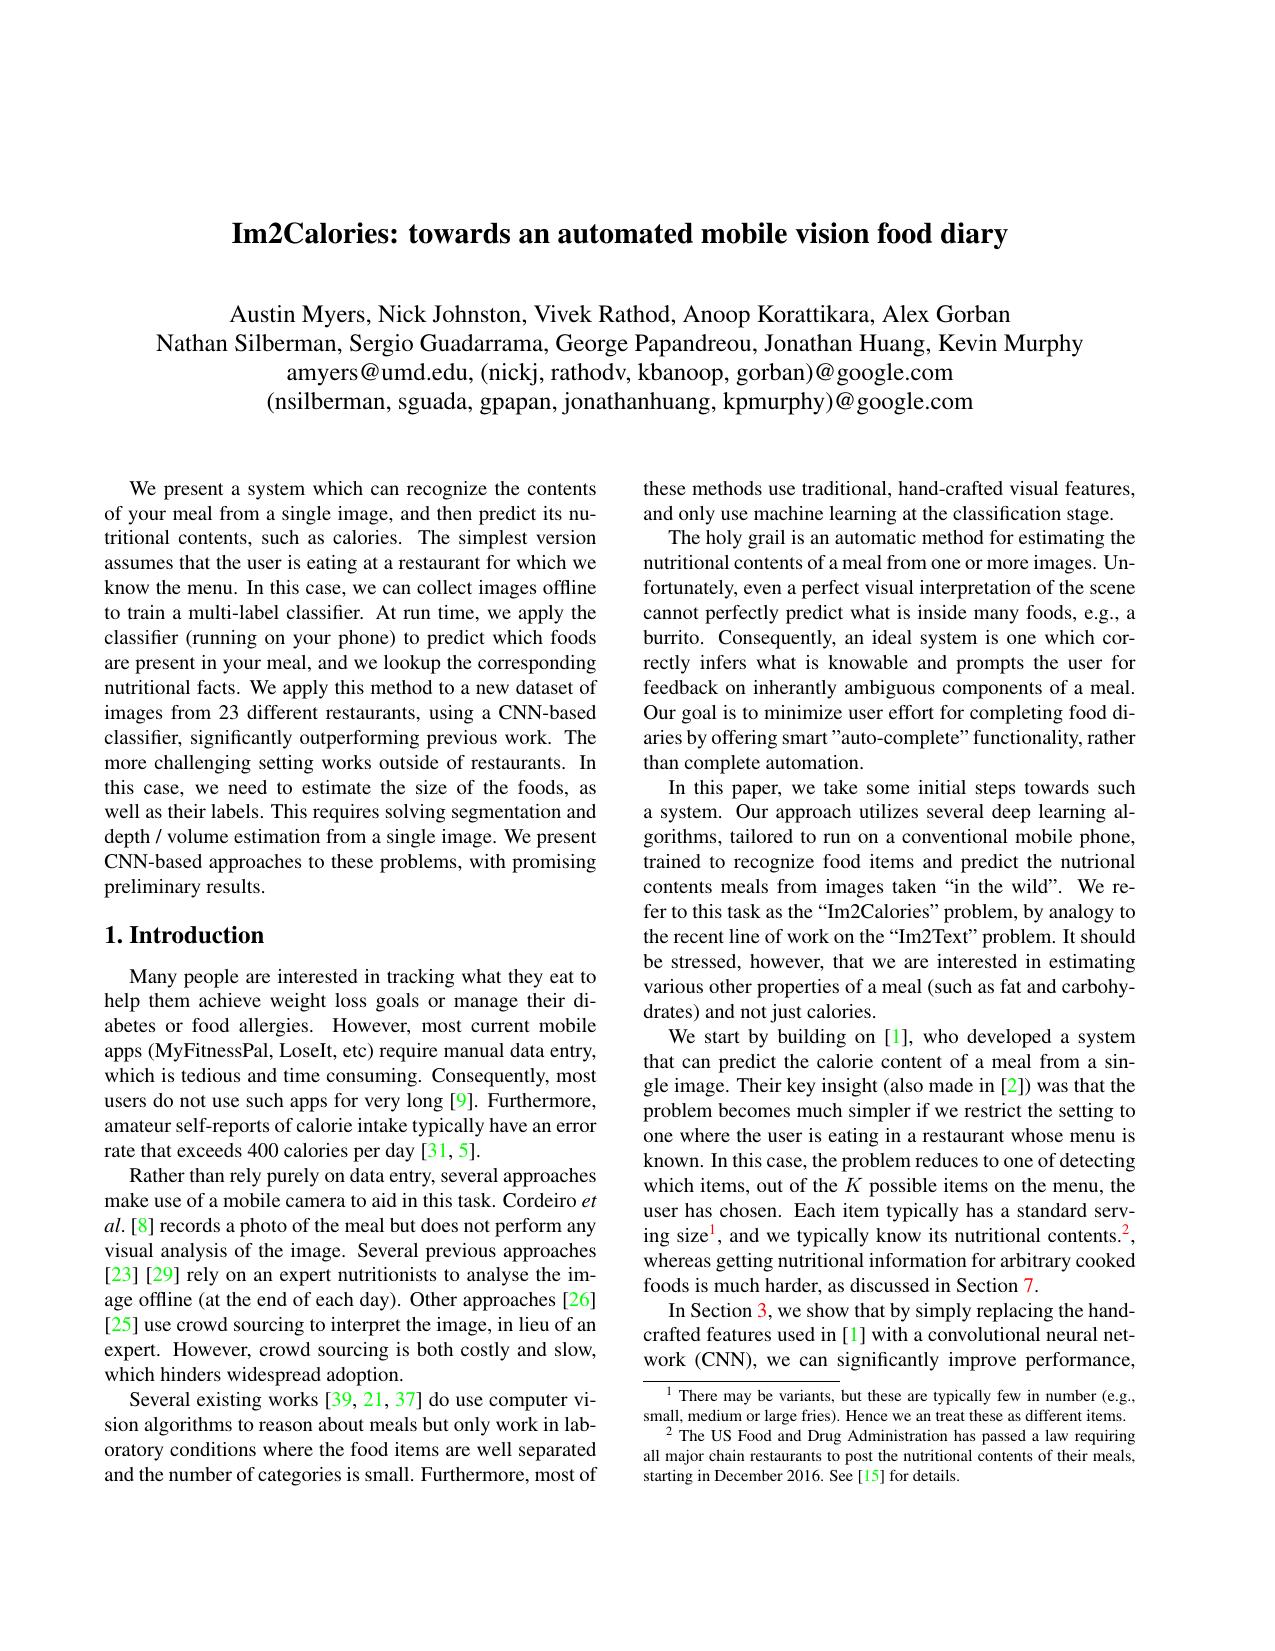 Im2Calories: towards an automated mobile vision food diary
Austin Myers, Nick Johnston, Vivek Rathod, Anoop Korattikara, Alex Gorban
Nathan Silberman, Sergio Guadarrama, George Papandreou, Jonathan Huang, Kevin Murphy
amyers@umd.edu, (nickj, rathodv, kbanoop, gorban)@google.com
(nsilberman, sguada, gpapan, jonathanhuang, kpmurphy)@google.com
We present a system which can recognize the contents
of your meal from a single image, and then predict its nu-
tritional contents, such as calories. The simplest version
assumes that the user is eating at a restaurant for which we
know the menu. In this case, we can collect images offline
to train a multi-label classifier. At run time, we apply the
classifier (running on your phone) to predict which foods
are present in your meal, and we lookup the corresponding
nutritional facts. We apply this method to a new dataset of
images from 23 different restaurants, using a CNN-based
classifier, significantly outperforming previous work. The
more challenging setting works outside of restaurants. In
this case, we need to estimate the size of the foods, as
well as their labels. This requires solving segmentation and
depth / volume estimation from a single image. We present
CNN-based approaches to these problems, with promising
preliminary results.
1. Introduction
Many people are interested in tracking what they eat to
help them achieve weight loss goals or manage their di-
abetes or food allergies. However, most current mobile
apps (MyFitnessPal, LoseIt, etc) require manual data entry,
which is tedious and time consuming. Consequently, most
users do not use such apps for very long [9]. Furthermore,
amateur self-reports of calorie intake typically have an error
rate that exceeds 400 calories per day [31, 5].
Rather than rely purely on data entry, several approaches
make use of a mobile camera to aid in this task. Cordeiro et
al. [8] records a photo of the meal but does not perform any
visual analysis of the image. Several previous approaches
[23] [29] rely on an expert nutritionists to analyse the im-
age offline (at the end of each day). Other approaches [26]
[25] use crowd sourcing to interpret the image, in lieu of an
expert. However, crowd sourcing is both costly and slow,
which hinders widespread adoption.
Several existing works [39, 21, 37] do use computer vi-
sion algorithms to reason about meals but only work in lab-
oratory conditions where the food items are well separated
and the number of categories is small. Furthermore, most of
these methods use traditional, hand-crafted visual features,
and only use machine learning at the classification stage.
The holy grail is an automatic method for estimating the
nutritional contents of a meal from one or more images. Un-
fortunately, even a perfect visual interpretation of the scene
cannot perfectly predict what is inside many foods, e.g., a
burrito. Consequently, an ideal system is one which cor-
rectly infers what is knowable and prompts the user for
feedback on inherantly ambiguous components of a meal.
Our goal is to minimize user effort for completing food di-
aries by offering smart ”auto-complete” functionality, rather
than complete automation.
In this paper, we take some initial steps towards such
a system. Our approach utilizes several deep learning al-
gorithms, tailored to run on a conventional mobile phone,
trained to recognize food items and predict the nutrional
contents meals from images taken “in the wild”. We re-
fer to this task as the “Im2Calories” problem, by analogy to
the recent line of work on the “Im2Text” problem. It should
be stressed, however, that we are interested in estimating
various other properties of a meal (such as fat and carbohy-
drates) and not just calories.
We start by building on [1], who developed a system
that can predict the calorie content of a meal from a sin-
gle image. Their key insight (also made in [2]) was that the
problem becomes much simpler if we restrict the setting to
one where the user is eating in a restaurant whose menu is
known. In this case, the problem reduces to one of detecting
which items, out of the K possible items on the menu, the
user has chosen. Each item typically has a standard serv-
ing size1, and we typically know its nutritional contents.2,
whereas getting nutritional information for arbitrary cooked
foods is much harder, as discussed in Section 7.
In Section 3, we show that by simply replacing the hand-
crafted features used in [1] with a convolutional neural net-
work (CNN), we can significantly improve performance,
1 There may be variants, but these are typically few in number (e.g.,
small, medium or large fries). Hence we an treat these as different items.
2 The US Food and Drug Administration has passed a law requiring
all major chain restaurants to post the nutritional contents of their meals,
starting in December 2016. See [15] for details.